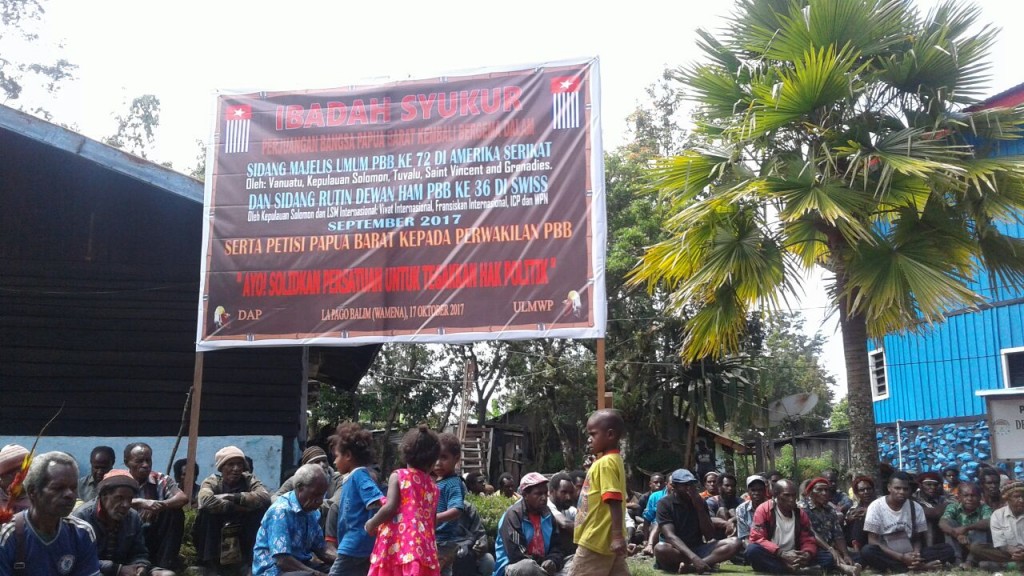 IBADAH SYUKUR
PERJUANGAN BANGSA PAPUA BARAT KEMBALI
SIDANG MAJELIS UMUM PBB KE 72 DI AMERIKA SERIKAT
Oleh: Vanuatu, Kepulauan Solomon, Tuvalu, Saint Vincent and Grenadies.
DAN SIDANG RUTIN DEWAN HAM PBB KE 36 DI SWISS
Oleh Kepulauan Solomon dan LSM Internasional: Vivat Internasional, Fransiskan Internasional, ICP dan WPN
SEPTEMBER 2017
SERTA PETISI PAPUA BARAT KEPADA PERWAKILAN PBB
"AYO! SOLIDKAN PERSATUAN UNTUK TEGAKAN HAK POLITIK"
DAP LA PAGO BALIM (WAMENA), 17 OKTOBER 2017 ULMWP